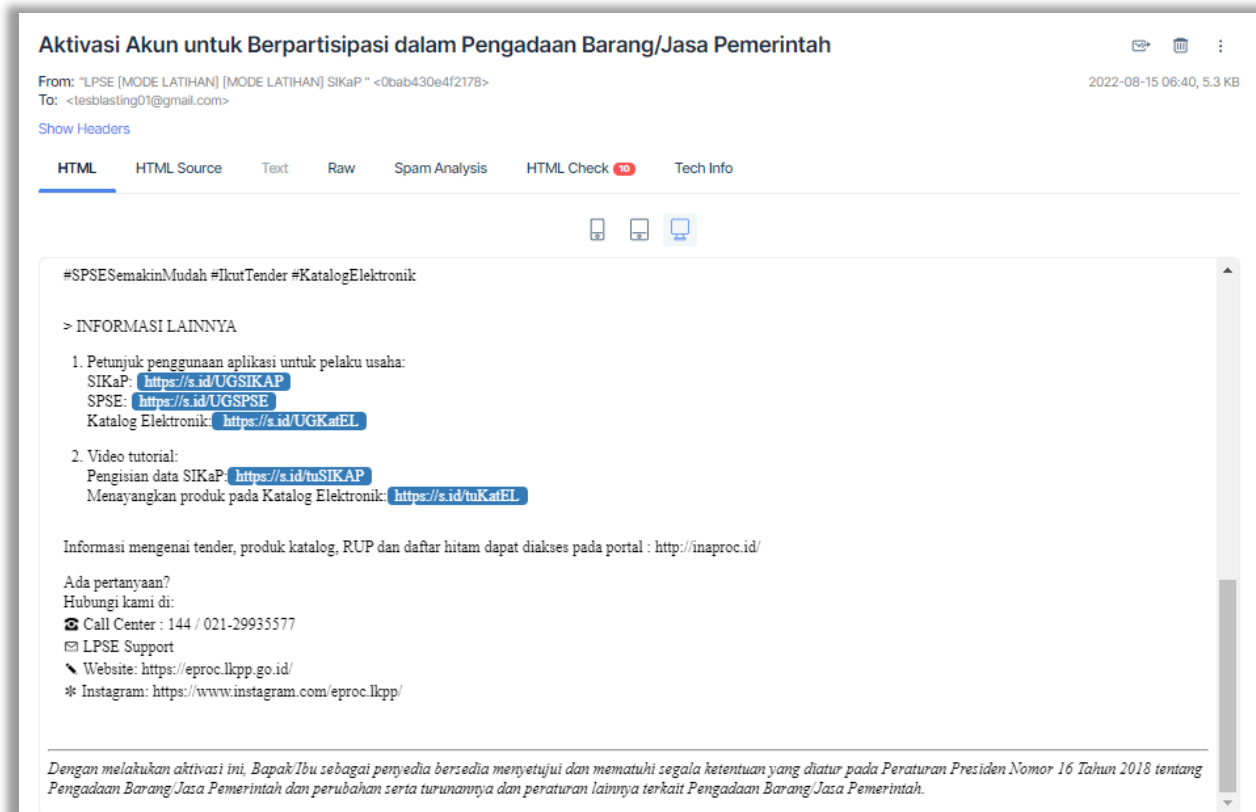 Aktivasi Akun untuk Berpartisipasi dalam Pengadaan Barang/Jasa Pemerintah
From: "LPSE [MODE LATIHAN] [MODE LATIHAN] SIKaP " <0bab430e4f2178>
2022-08-15 06:40, 5.3 KB
To: <tesblasting01@gmail.com>
Show Headers
HTML HTML Source Text Raw Spam Analysis HTML Check 10 Tech Info
#SPSESemakinMudah #IkutTender #KatalogElektronik
> INFORMASI LAINNYA
1. Petunjuk penggunaan aplikasi untuk pelaku usaha:
SIKaP: https://s.id/UGSIKAP
SPSE: https://s.id/UGSPSE
Katalog Elektronik: https://s.id/UGKatEL
2. Video tutorial:
Pengisian data SIKaP: https://s.id/tuSIKAP
Menayangkan produk pada Katalog Elektronik: https://s.id/tuKatEL
Informasi mengenai tender, produk katalog, RUP dan daftar hitam dapat diakses pada portal : http://inaproc.id/
Ada pertanyaan?
Hubungi kami di:
☎ Call Center : 144 / 021-29935577
✉ LPSE Support
✎ Website: https://eproc.lkpp.go.id/
✼ Instagram: https://www.instagram.com/eproc.lkpp/
Dengan melakukan aktivasi ini, Bapak/Ibu sebagai penyedia bersedia menyetujui dan mematuhi segala ketentuan yang diatur pada Peraturan Presiden Nomor 16 Tahun 2018 tentang
Pengadaan Barang/Jasa Pemerintah dan perubahan serta turunannya dan peraturan lainnya terkait Pengadaan Barang/Jasa Pemerintah.